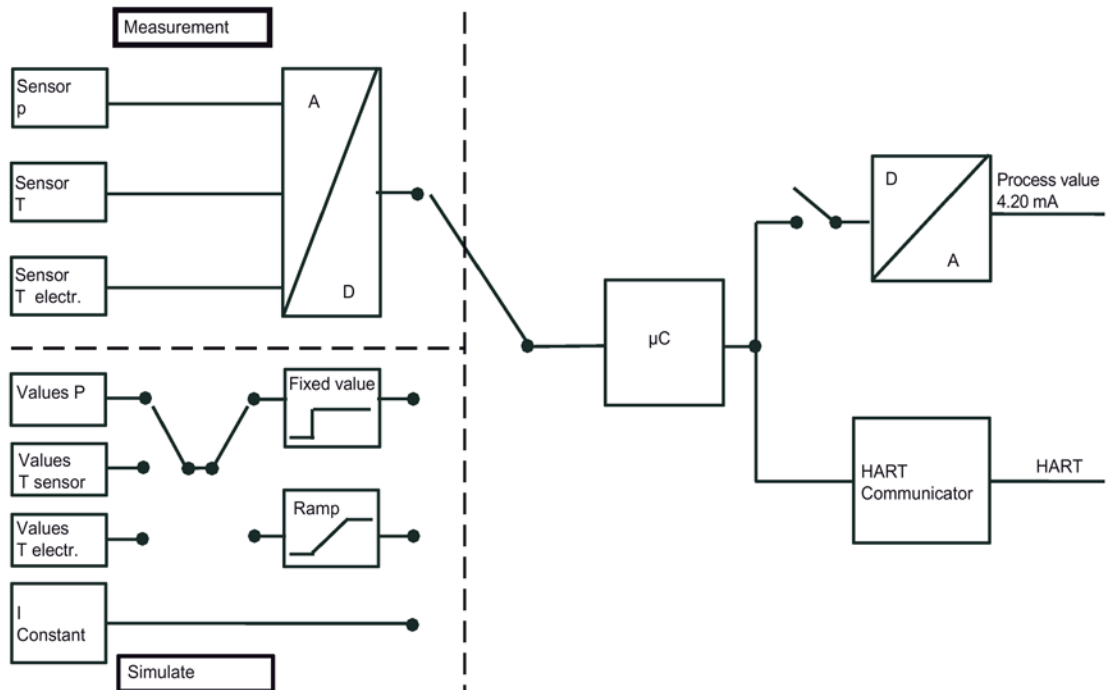 Measurement
Sensor
p
Sensor
T
Sensor
T electr.
A
D
Values P
Values
T sensor
Values
T electr.
I
Constant
Simulate
Fixed value
Ramp
µC
D
A
Process value
4.20 mA
HART
Communicator
HART